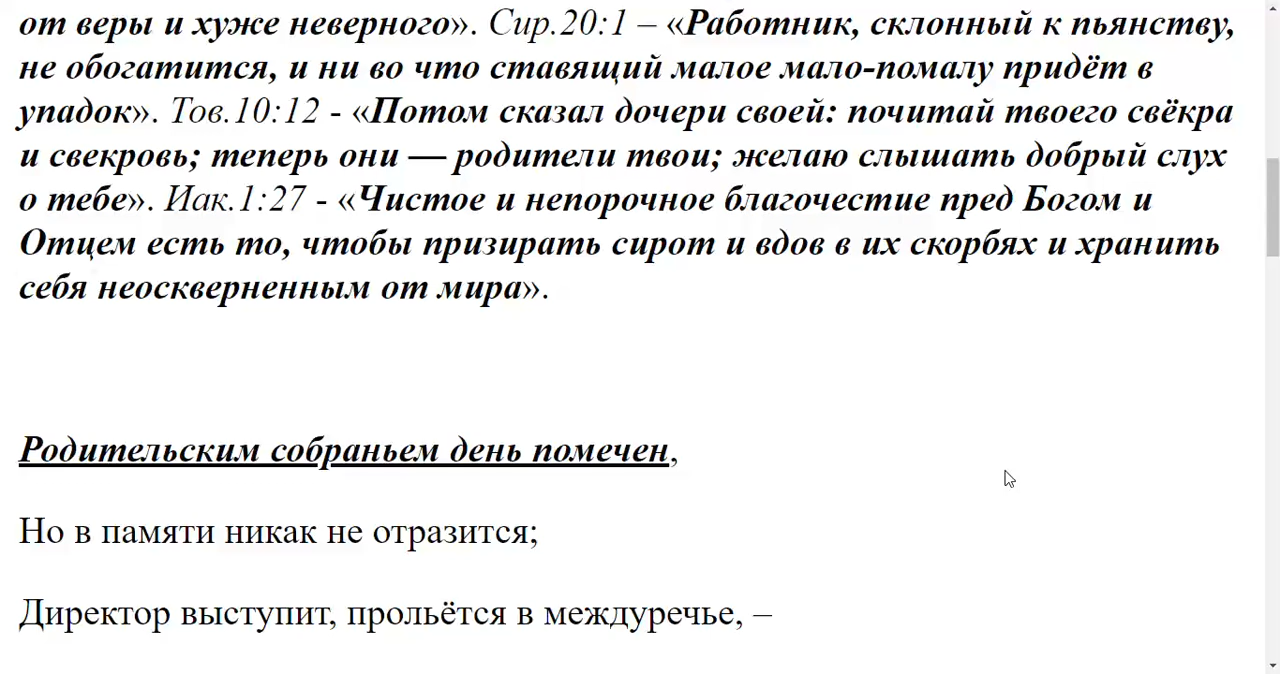 от веры и хуже неверного». Сир.20:1 – «Работник, склонный к пьянству,
не обогатится, и ни во что ставящий малое мало-помалу придёт в
упадок». Тов.10:12 - «Потом сказал дочери своей: почитай твоего свёкра
и свекровь; теперь они — родители твои; желаю слышать добрый слух
о тебе». Иак.1:27 - «Чистое и непорочное благочестие пред Богом и
Отцем есть то, чтобы призирать сирот и вдов в их скорбях и хранить
себя неоскверненным от мира».
Родительским собраньем день помечен,
Но в памяти никак не отразится;
Директор выступит, прольётся в междуречье, –